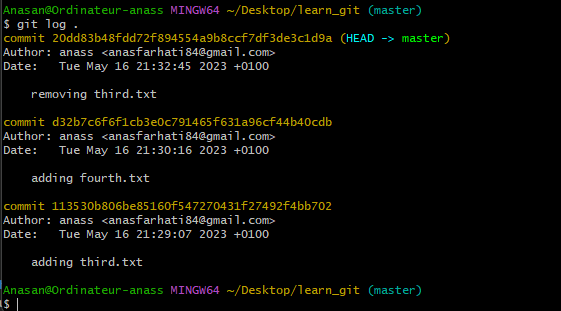 Anasan@Ordinateur-anass MINGW64 ~/Desktop/learn_git (master)
$ git log .
commit 20dd83b48fdd72f894554a9b8ccf7df3de3c1d9a (HEAD -> master)
Author: anass <anasfarhati84@gmail.com>
Date:   Tue May 16 21:32:45 2023 +0100
    removing third.txt
commit d32b7c6f6f1cb3e0c791465f631a96cf44b40cdb
Author: anass <anasfarhati84@gmail.com>
Date:   Tue May 16 21:30:16 2023 +0100
    adding fourth.txt
commit 113530b806be85160f547270431f27492f4bb702
Author: anass <anasfarhati84@gmail.com>
Date:   Tue May 16 21:29:07 2023 +0100
    adding third.txt
Anasan@Ordinateur-anass MINGW64 ~/Desktop/learn_git (master)
$